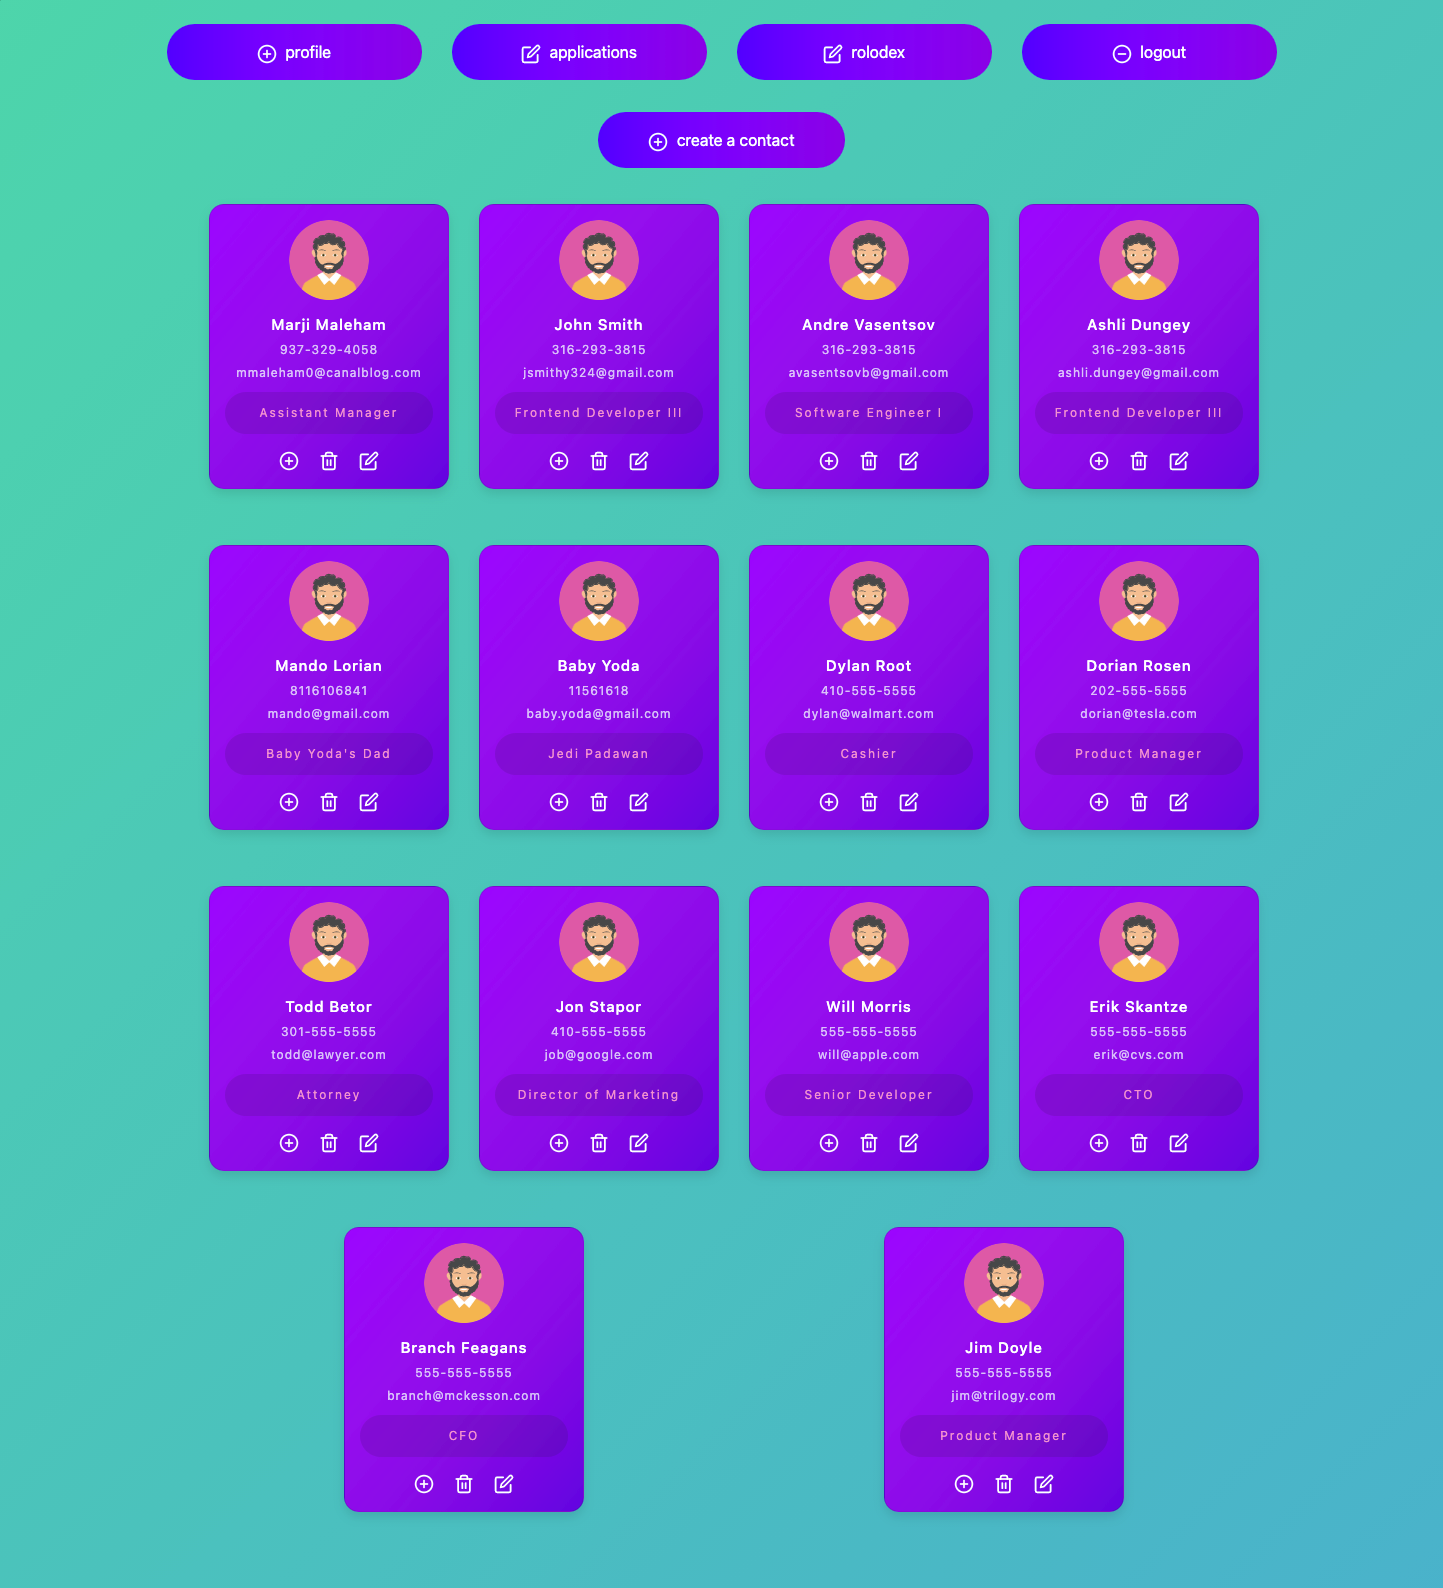 profile
applications
rolodex
logout
create a contact
Marji Maleham
937-329-4058
mmaleham0@canalblog.com
Assistant Manager
John Smith
316-293-3815
jsmithy324@gmail.com
Frontend Developer III
Andre Vasentsov
316-293-3815
avasentsovb@gmail.com
Software Engineer I
Ashli Dungey
316-293-3815
ashli.dungey@gmail.com
Frontend Developer III
Mando Lorian
8116106841
mando@gmail.com
Baby Yoda's Dad
Baby Yoda
11561618
baby.yoda@gmail.com
Jedi Padawan
Dylan Root
410-555-5555
dylan@walmart.com
Cashier
Dorian Rosen
202-555-5555
dorian@tesla.com
Product Manager
Todd Betor
301-555-5555
todd@lawyer.com
Attorney
Jon Stapor
410-555-5555
job@google.com
Director of Marketing
Will Morris
555-555-5555
will@apple.com
Senior Developer
Erik Skantze
555-555-5555
erik@cvs.com
CTO
Branch Feagans
555-555-5555
branch@mckesson.com
CFO
Jim Doyle
555-555-5555
jim@trilogy.com
Product Manager